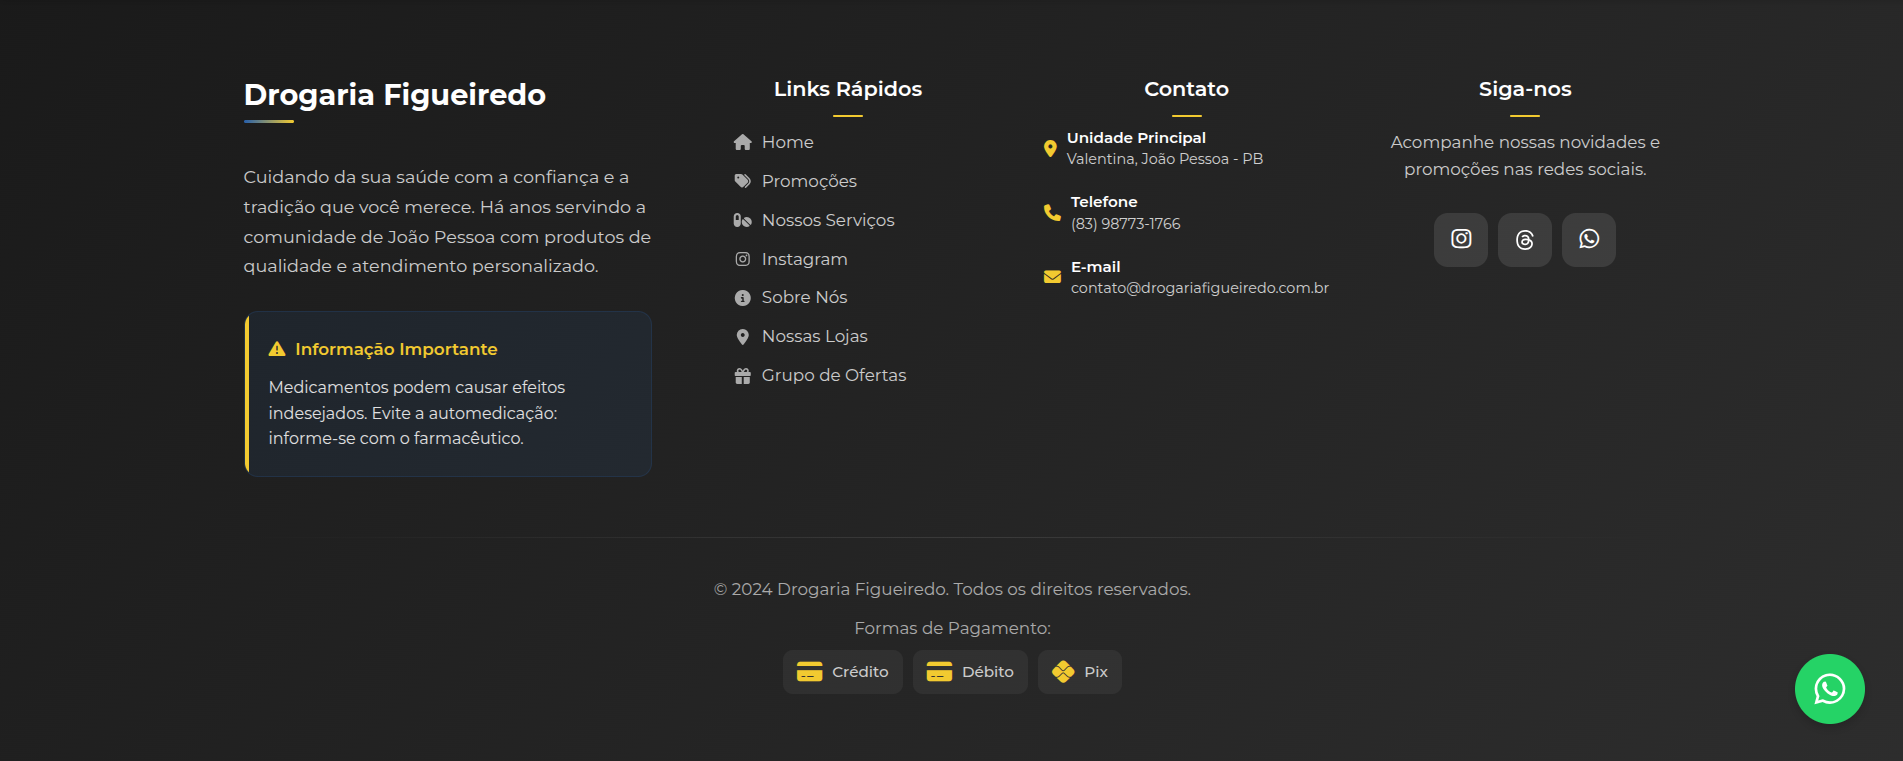 Drogaria Figueiredo
Cuidando da sua saúde com a confiança e a
tradição que você merece. Há anos servindo a
comunidade de João Pessoa com produtos de
qualidade e atendimento personalizado.
Informação Importante
Medicamentos podem causar efeitos
indesejados. Evite a automedicação:
informe-se com o farmacêutico.
Links Rápidos
Home
Promoções
Nossos Serviços
Instagram
Sobre Nós
Nossas Lojas
Grupo de Ofertas
Contato
Unidade Principal
Valentina, João Pessoa - PB
Telefone
(83) 98773-1766
E-mail
contato@drogariafigueiredo.com.br
Siga-nos
Acompanhe nossas novidades e
promoções nas redes sociais.
© 2024 Drogaria Figueiredo. Todos os direitos reservados.
Formas de Pagamento:
Crédito
Débito
Pix